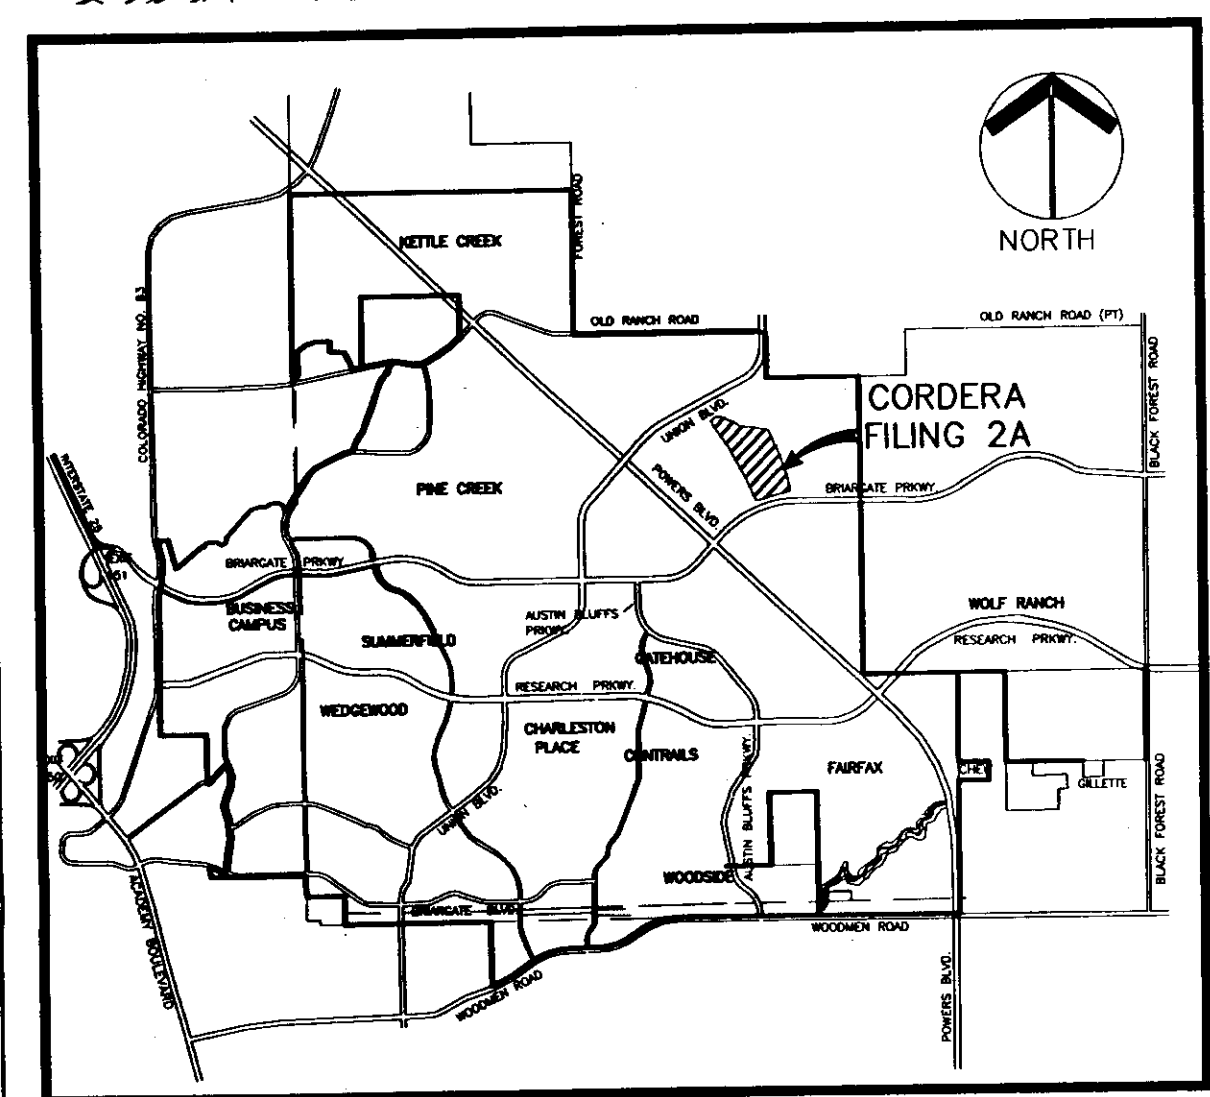 NORTH
KETTLE CREEK
FOREST ROAD
OLD RANCH ROAD
OLD RANCH ROAD (PT)
COLORADO HIGHWAY NO. 83
BLACK FOREST ROAD
CORDERA
FILING 2A
UNION BLVD.
POWERS BLVD.
INTERSTATE 25
PINE CREEK
BRIARGATE PRKWY.
EXIT
151
BRIARGATE PRKWY.
BUSINESS
CAMPUS
SUMMERFIELD
AUSTIN BLUFFS
PRKWY.
WOLF RANCH
RESEARCH PRKWY.
GATEHOUSE
RESEARCH PRKWY.
WEDGEWOOD
CHARLESTON
PLACE
CONTRAILS
FAIRFAX
CHEY
GILLETTE
AUSTIN BLUFFS PRKWY.
UNION BLVD.
BLACK FOREST ROAD
WOODSIDE
ACADEMY BOULEVARD
BRIARGATE BLVD.
WOODMEN ROAD
WOODMEN ROAD
POWERS BLVD.